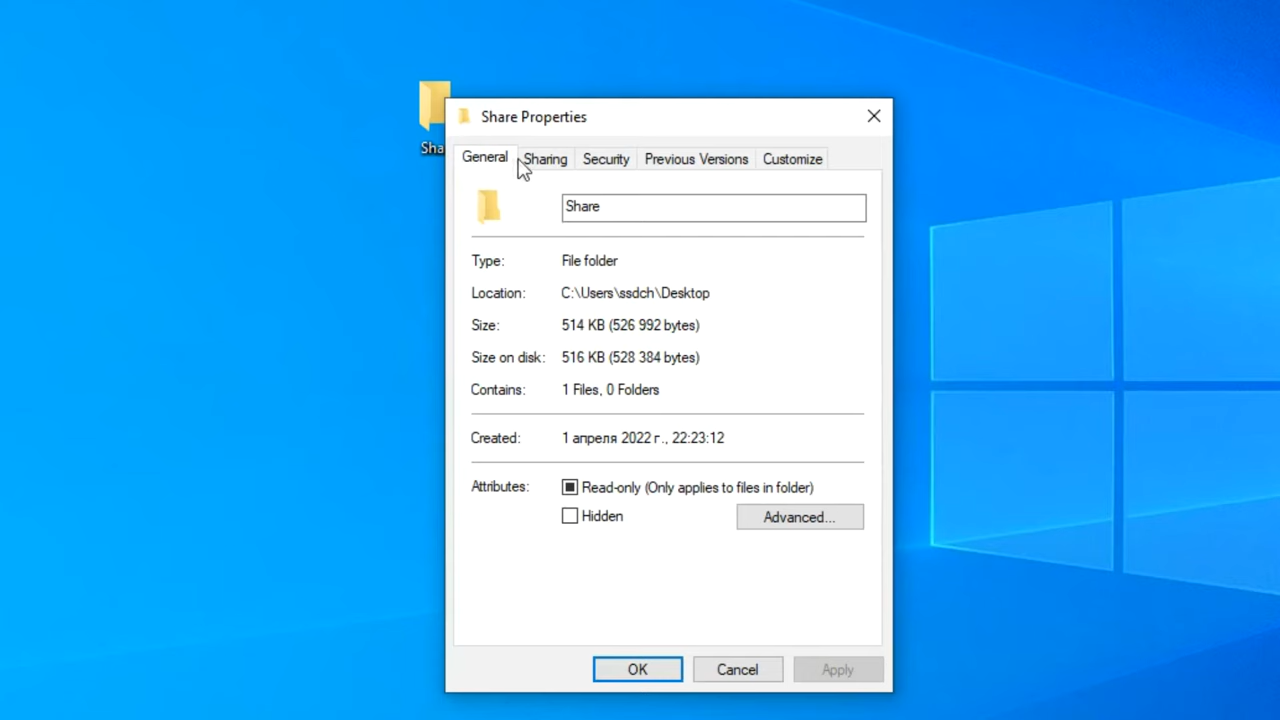 Share Properties
General Sharing Security Previous Versions Customize
Share
Type: File folder
Location: C:\Users\ssdch\Desktop
Size: 514 KB (526 992 bytes)
Size on disk: 516 KB (528 384 bytes)
Contains: 1 Files, 0 Folders
Created: 1 апреля 2022 г., 22:23:12
Attributes: Read-only (Only applies to files in folder)
Hidden Advanced...
OK Cancel Apply